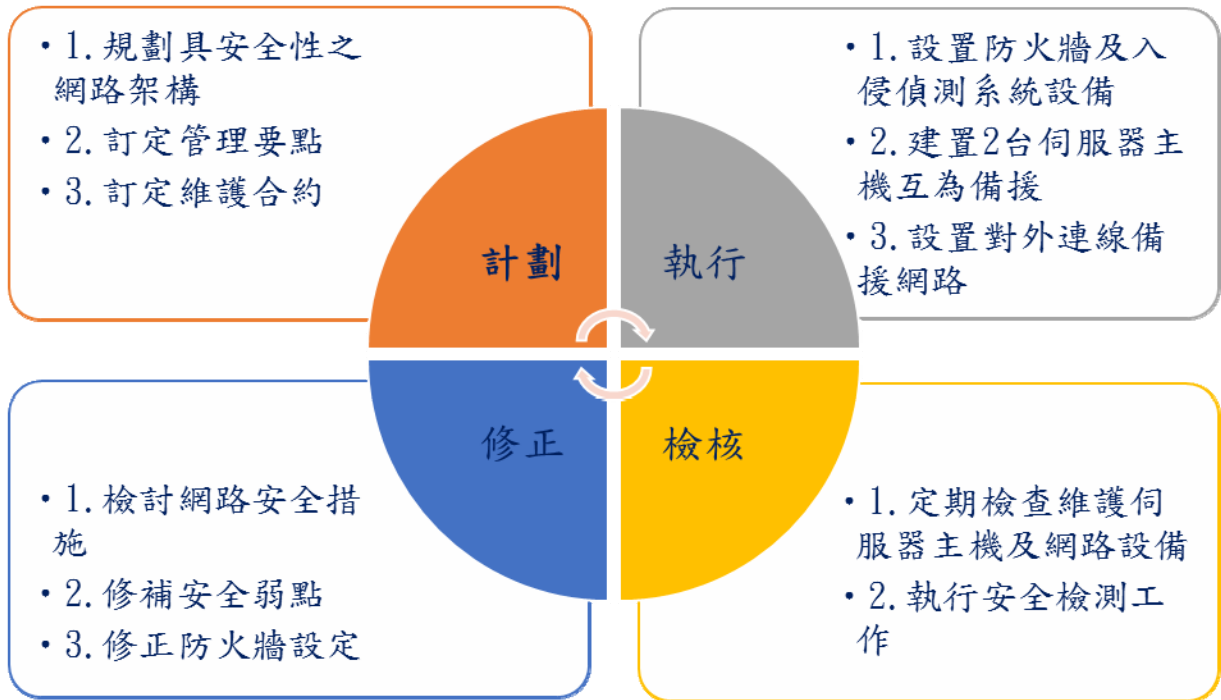 • 1.規劃具安全性之
網路架構
• 2.訂定管理要點
• 3.訂定維護合約
• 1.設置防火牆及入
侵偵測系統設備
• 2.建置2台伺服器主
機互為備援
• 3.設置對外連線備
援網路
計劃
執行
修正
檢核
• 1.檢討網路安全措
施
• 2.修補安全弱點
• 3.修正防火牆設定
• 1.定期檢查維護伺
服器主機及網路設備
• 2.執行安全檢測工
作